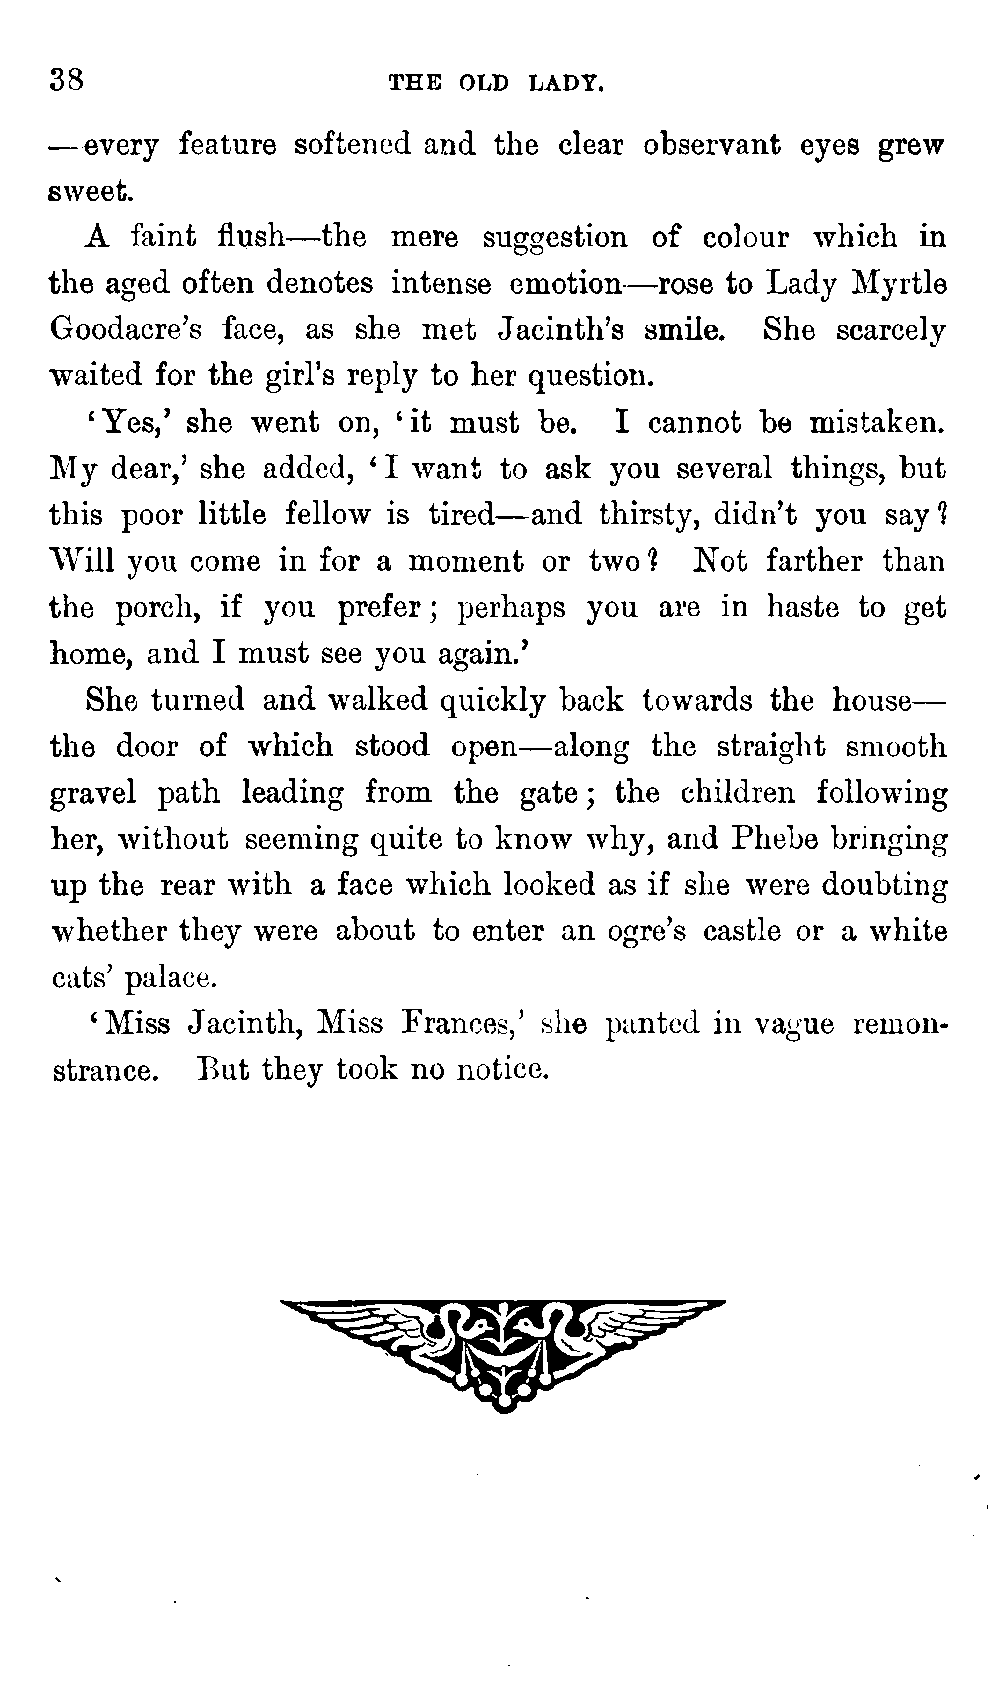 38 THE OLD LADY.
—every feature softened and the clear observant eyes grew
sweet.
A faint flush—the mere suggestion of colour which in
the aged often denotes intense emotion—rose to Lady Myrtle
Goodacre's face, as she met Jacinth's smile. She scarcely
waited for the girl's reply to her question.
‘Yes,’ she went on, ‘it must be. I cannot be mistaken.
My dear,’ she added, ‘I want to ask you several things, but
this poor little fellow is tired—and thirsty, didn't you say?
Will you come in for a moment or two? Not farther than
the porch, if you prefer; perhaps you are in haste to get
home, and I must see you again.’
She turned and walked quickly back towards the house—
the door of which stood open—along the straight smooth
gravel path leading from the gate; the children following
her, without seeming quite to know why, and Phebe bringing
up the rear with a face which looked as if she were doubting
whether they were about to enter an ogre's castle or a white
cats' palace.
‘Miss Jacinth, Miss Frances,’ she panted in vague remon-
strance. But they took no notice.